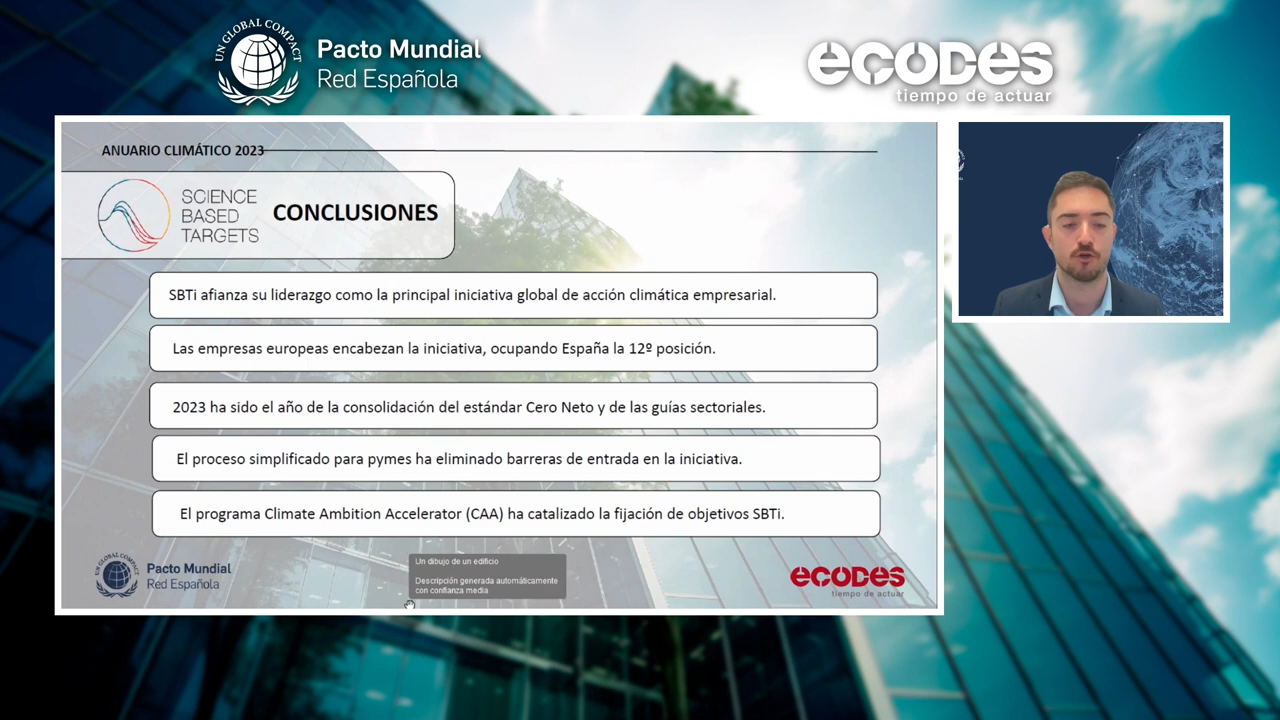 UN GLOBAL COMPACT
Pacto Mundial
Red Española
ecodes
tiempo de actuar
ANUARIO CLIMÁTICO 2023
SCIENCE
BASED
TARGETS
CONCLUSIONES
SBTi afianza su liderazgo como la principal iniciativa global de acción climática empresarial.
Las empresas europeas encabezan la iniciativa, ocupando España la 12º posición.
2023 ha sido el año de la consolidación del estándar Cero Neto y de las guías sectoriales.
El proceso simplificado para pymes ha eliminado barreras de entrada en la iniciativa.
El programa Climate Ambition Accelerator (CAA) ha catalizado la fijación de objetivos SBTi.
UN GLOBAL COMPACT
Pacto Mundial
Red Española
Un dibujo de un edificio
Descripción generada automáticamente
con confianza media
ecodes
tiempo de actuar